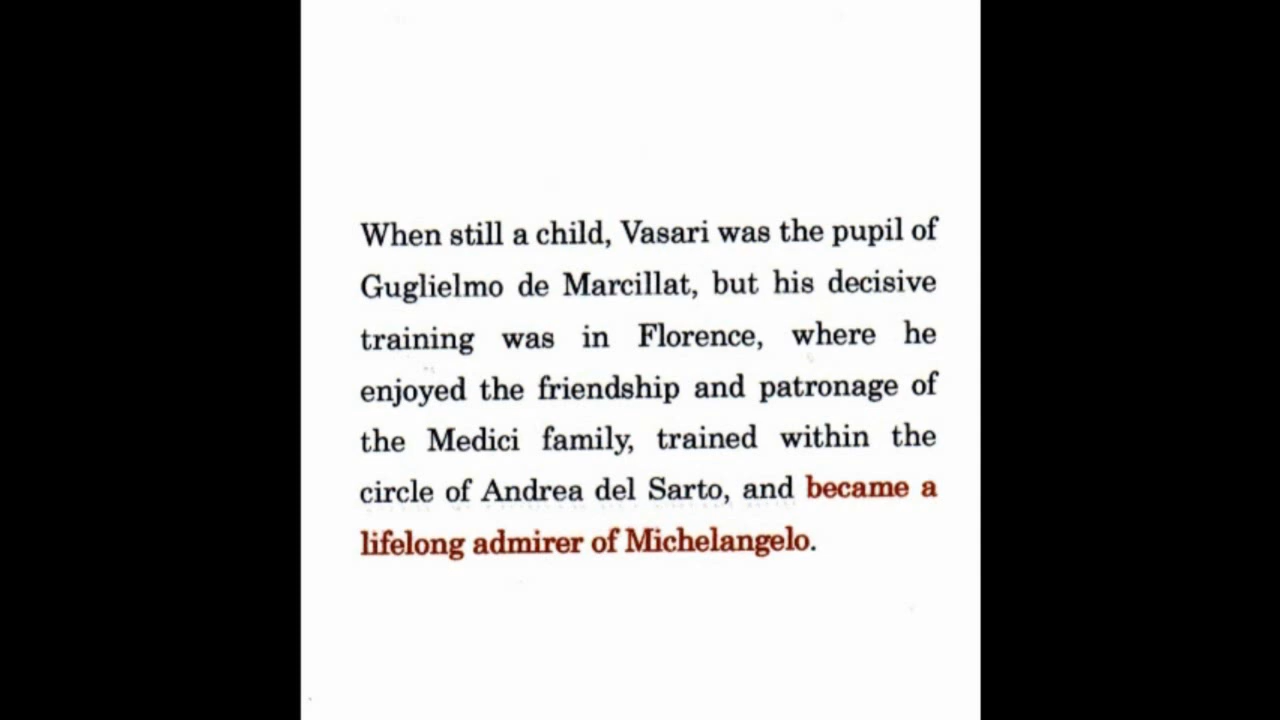 When still a child, Vasari was the pupil of
Guglielmo de Marcillat, but his decisive
training was in Florence, where he
enjoyed the friendship and patronage of
the Medici family, trained within the
circle of Andrea del Sarto, and became a
lifelong admirer of Michelangelo.